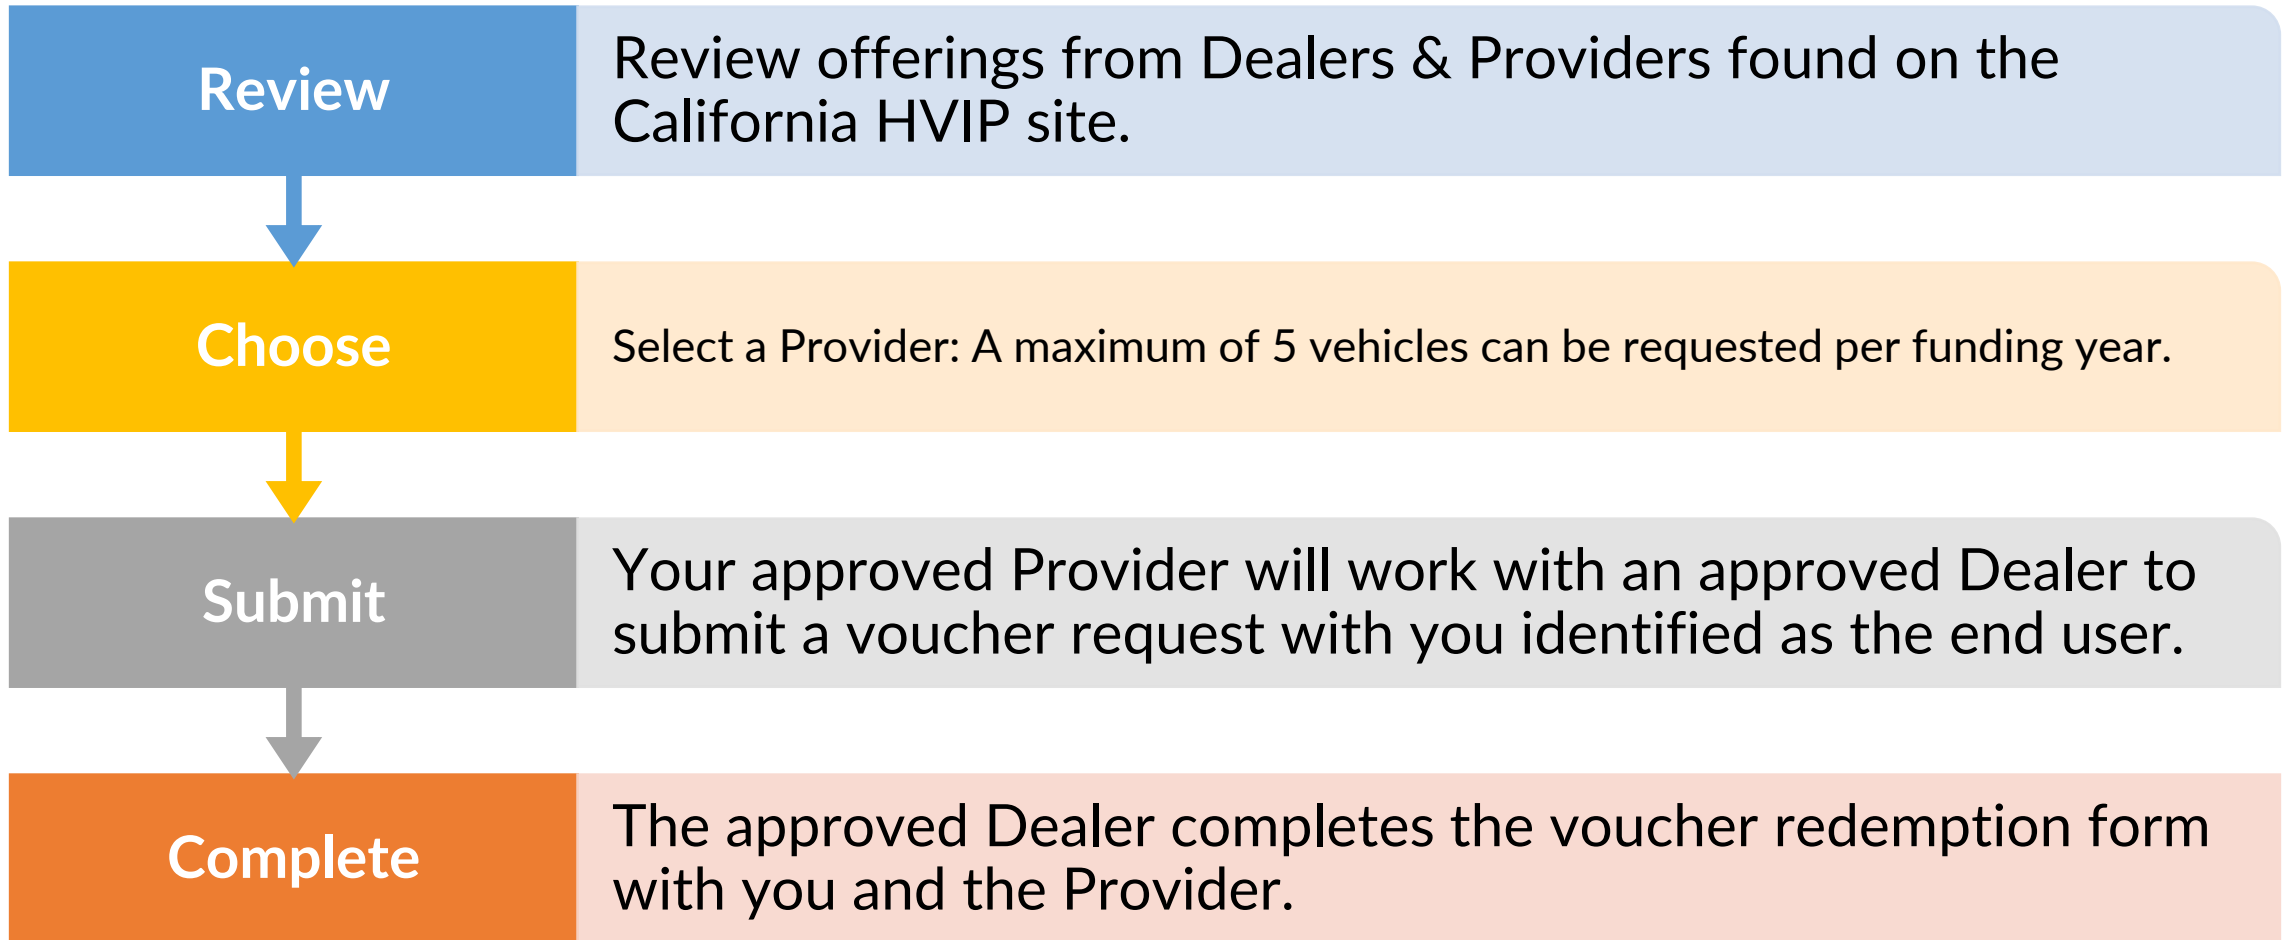 Review
Review offerings from Dealers & Providers found on the
California HVIP site.
Choose
Select a Provider: A maximum of 5 vehicles can be requested per funding year.
Submit
Your approved Provider will work with an approved Dealer to
submit a voucher request with you identified as the end user.
Complete
The approved Dealer completes the voucher redemption form
with you and the Provider.